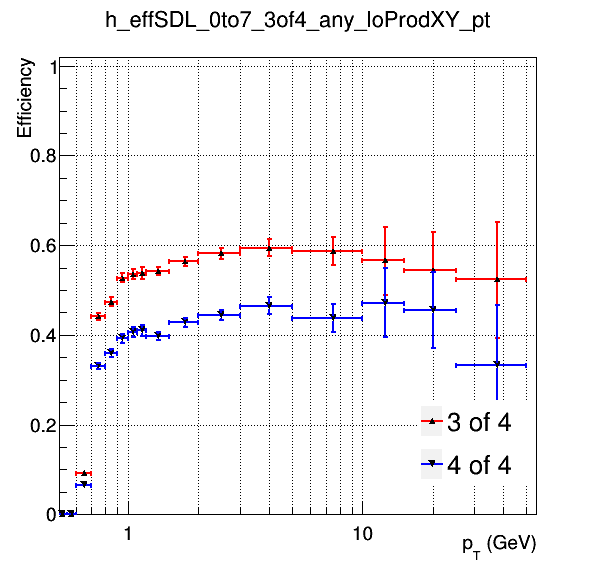 h_effSDL_0to7_3of4_any_loProdXY_pt
Efficiency
1
0.8
0.6
0.4
0.2
0
1
10
p_T (GeV)
3 of 4
4 of 4